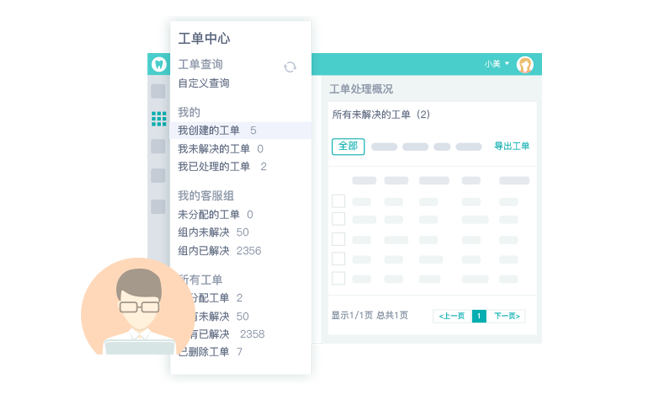 工单中心
工单查询
自定义查询
我的
我创建的工单 5
我未解决的工单 0
我已处理的工单 2
我的客服组
未分配的工单 0
组内未解决 50
组内已解决 2356
所有工单
分配工单 2
有未解决 50
有已解决 2358
已删除工单 7
小美
工单处理概况
所有未解决的工单（2）
全部
导出工单
显示1/1页 总共1页
<上一页 1 下一页>